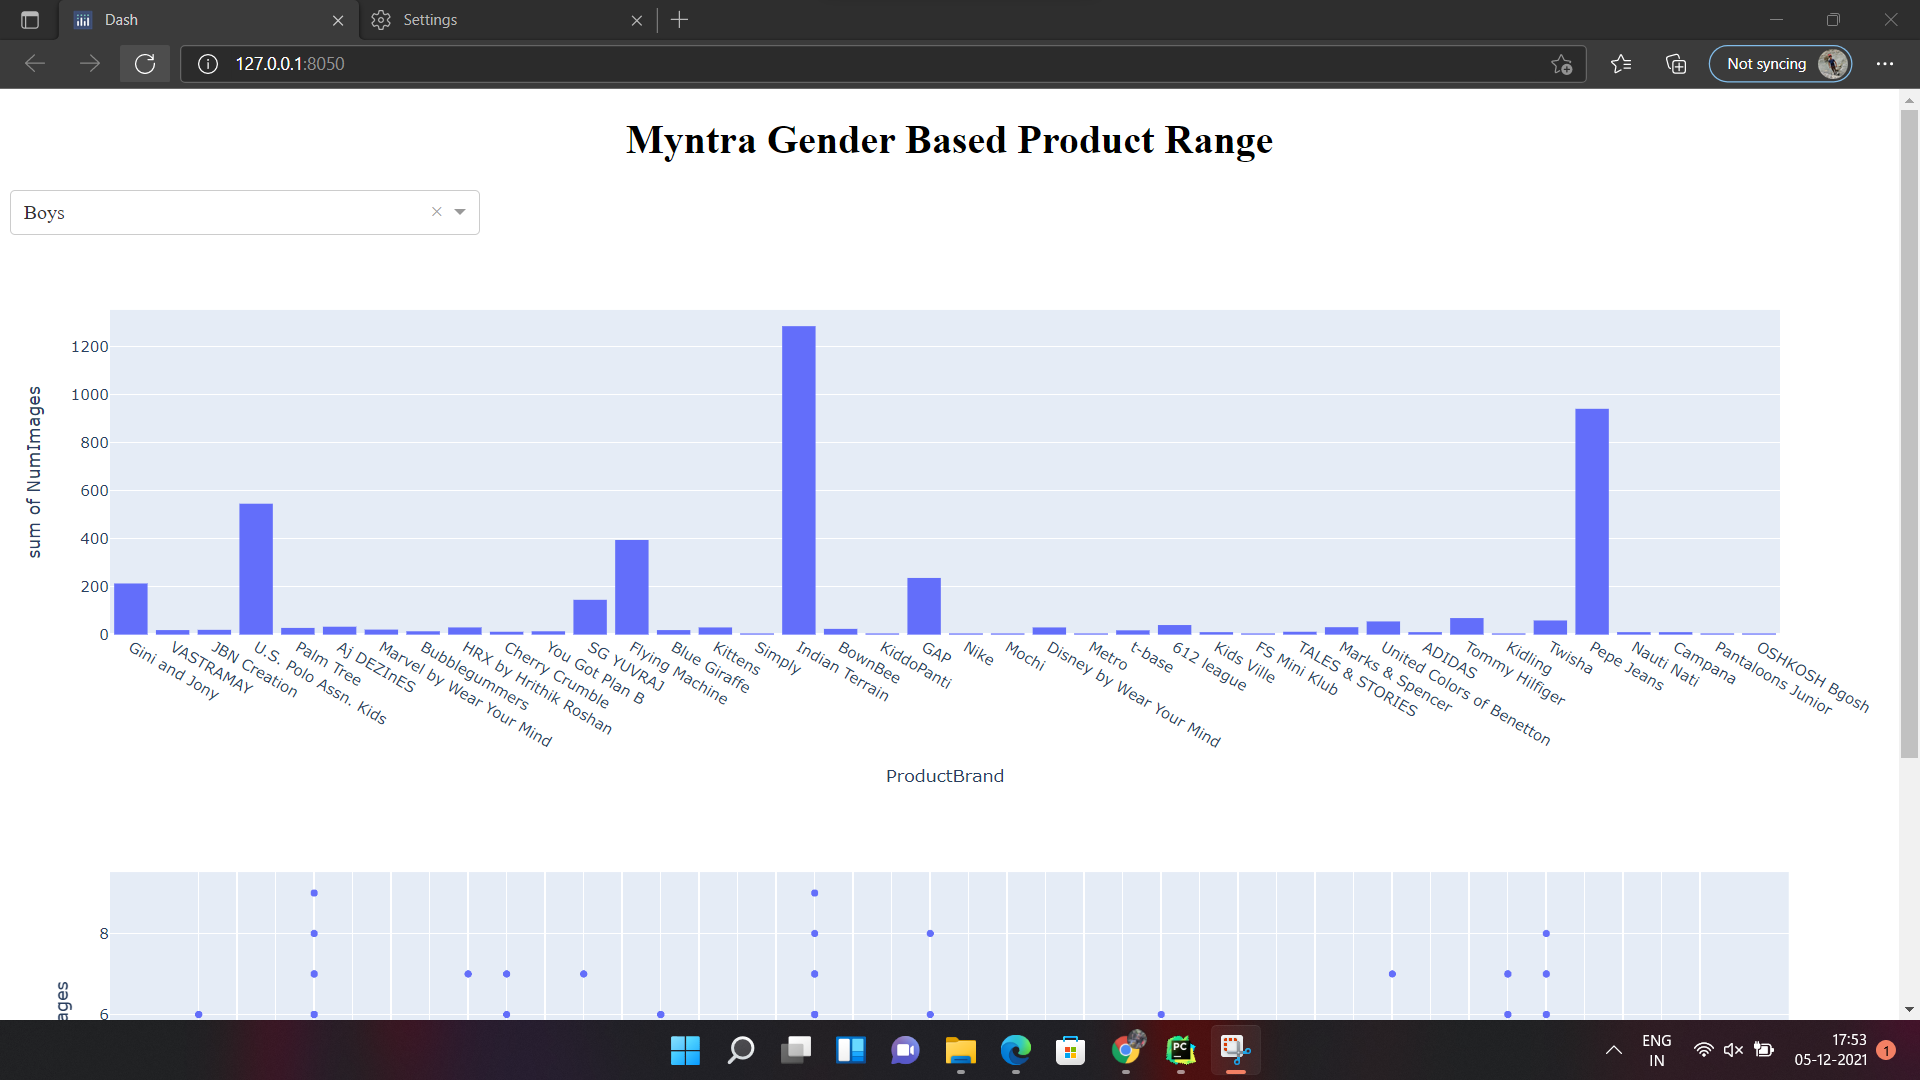 Dash
Settings
127.0.0.1:8050
Not syncing
Myntra Gender Based Product Range
Boys
sum of NumImages
1200
1000
800
600
400
200
0
Gini and Jony
VASTRAMAY
JBN Creation
U.S. Polo Assn. Kids
Palm Tree
Aj DEZInES
Marvel by Wear Your Mind
Bubblegummers
HRX by Hrithik Roshan
Cherry Crumble
You Got Plan B
SG YUVRAJ
Flying Machine
Blue Giraffe
Kittens
Simply
Indian Terrain
BownBee
KiddoPanti
GAP
Nike
Mochi
Disney by Wear Your Mind
Metro
t-base
612 league
Kids Ville
FS Mini Klub
TALES & STORIES
Marks & Spencer
United Colors of Benetton
ADIDAS
Tommy Hilfiger
Kidling
Twisha
Pepe Jeans
Nauti Nati
Campana
Pantaloons Junior
OSHKOSH Bgosh
ProductBrand
8
6
ages
PC
ENG
IN
17:53
05-12-2021
1